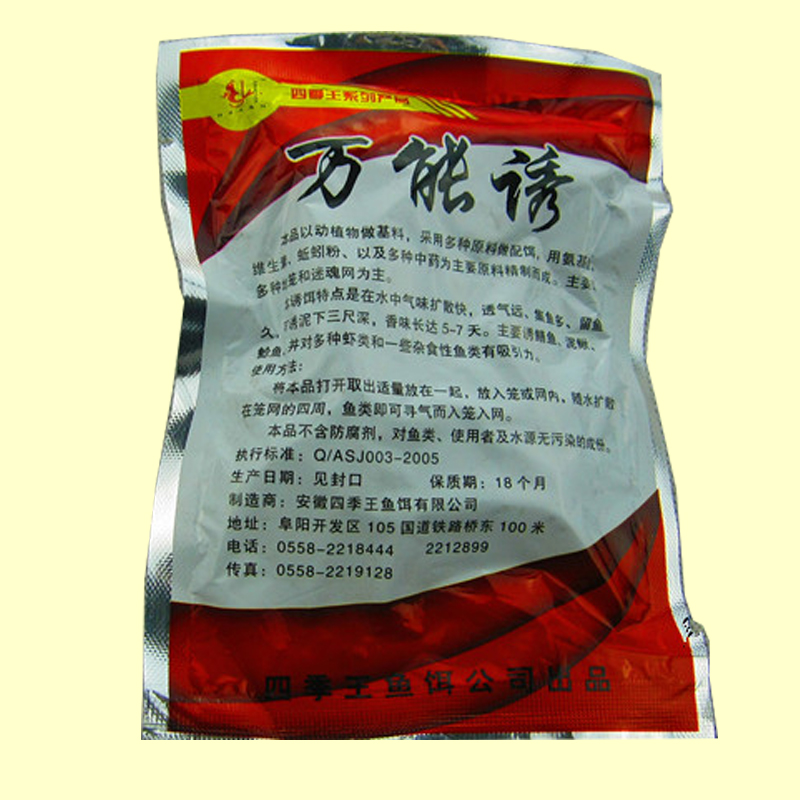 四季王系列产品
万能诱
本品以动植物做基料，采用多种原料做配饵，用氨基
维生素、蚯蚓粉、以及多种中药为主要原料精制而成。主要
多种 笼和迷魂网为主。
诱饵特点是在水中气味扩散快，透气远、集鱼多、留鱼
久。 诱泥下三尺深，香味长达5-7天。主要诱鳝鱼、泥鳅、
鲶鱼，并对多种虾类和一些杂食性鱼类有吸引力。
使用方法：
将本品打开取出适量放在一起，放入笼或网内，随水扩散
在笼网的四周，鱼类即可寻气而入笼入网。
本品不含防腐剂，对鱼类、使用者及水源无污染的成份。
执行标准：Q/ASJ003-2005
生产日期：见封口 保质期：18个月
制造商：安徽四季王鱼饵有限公司
地址：阜阳开发区105国道铁路桥东100米
电话：0558-2218444 2212899
传真：0558-2219128
四季王鱼饵公司出品